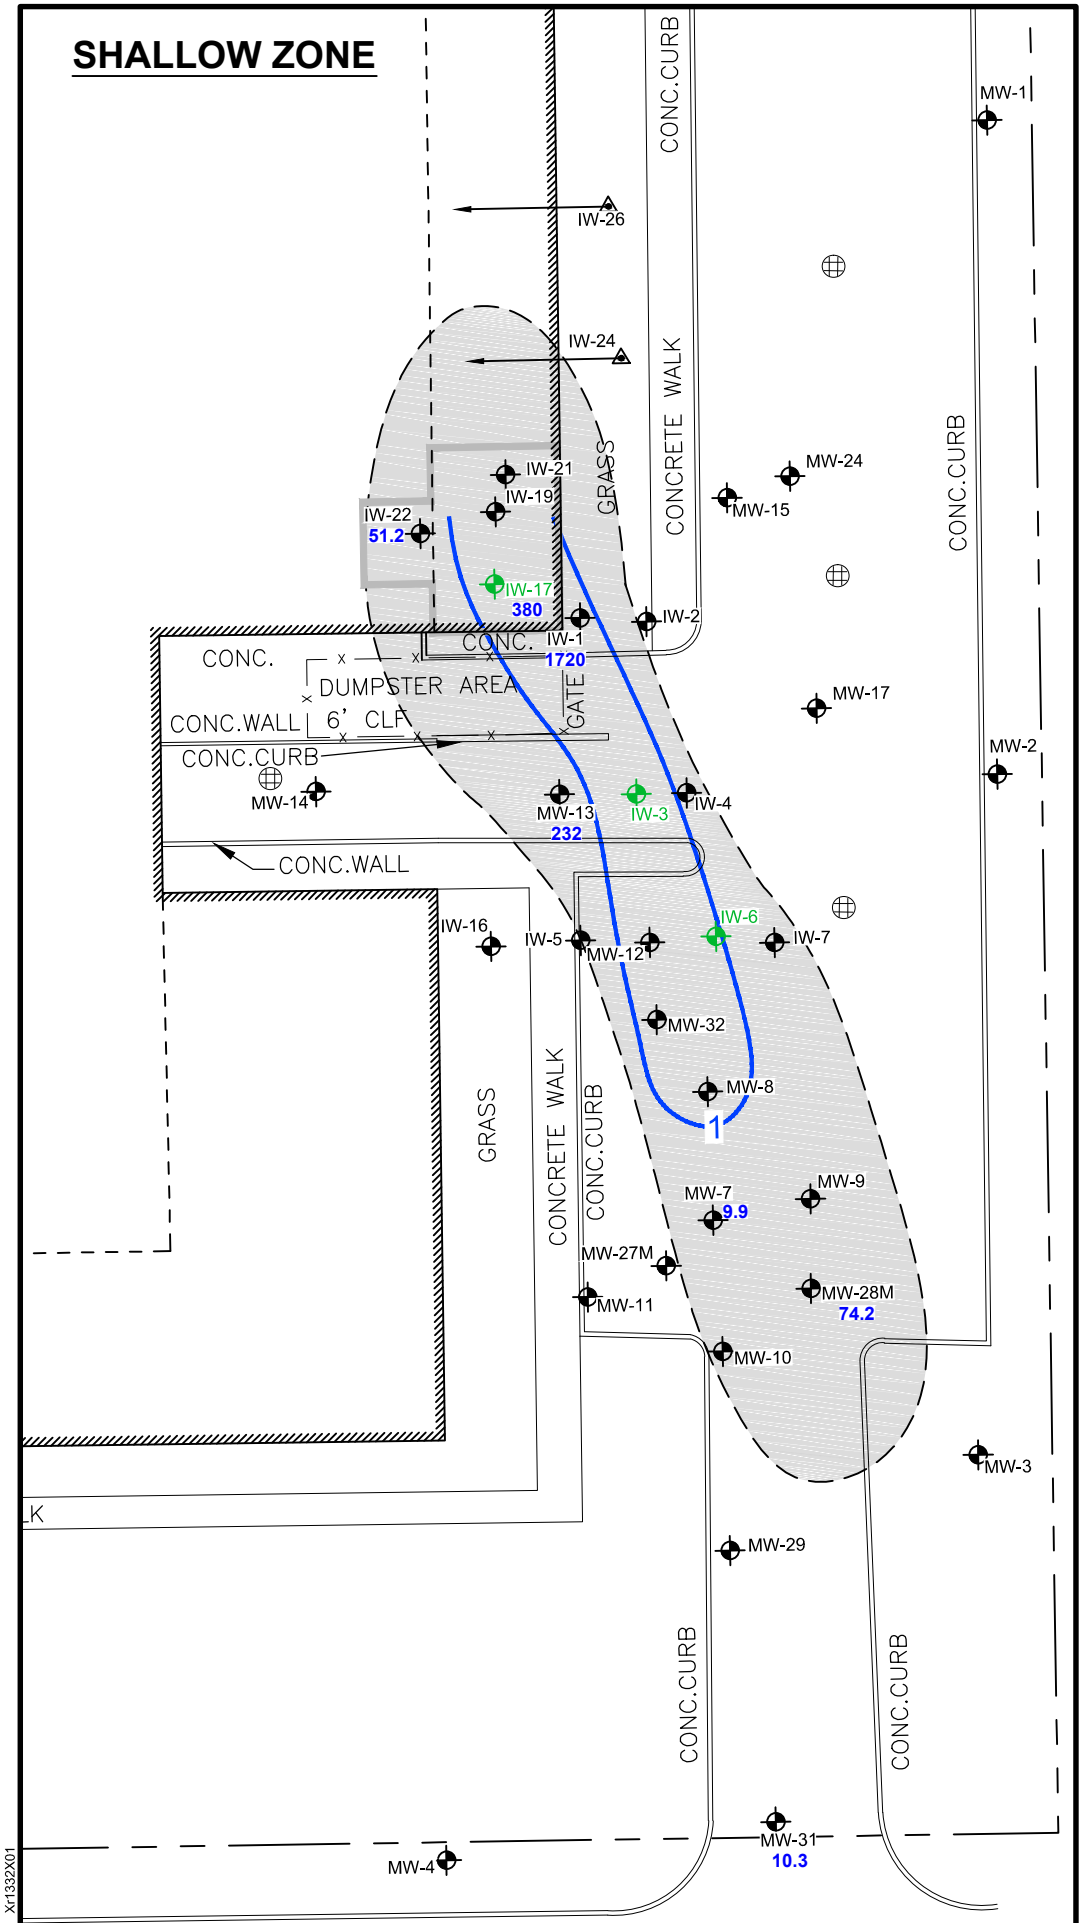 SHALLOW ZONE
CONC.CURB
MW-1
IW-26
IW-24
CONCRETE WALK
GRASS
CONC.CURB
IW-21
MW-24
IW-19
MW-15
IW-22
51.2
IW-17
380
IW-2
IW-1
1720
CONC.
CONC.
DUMPSTER AREA
GATE
MW-17
CONC.WALL
6' CLF
CONC.CURB
MW-2
MW-14
MW-13
232
IW-3
IW-4
CONC.WALL
IW-6
IW-16
IW-5
MW-12
IW-7
MW-32
CONCRETE WALK
CONC.CURB
GRASS
MW-8
1
MW-9
MW-7
9.9
MW-27M
MW-28M
74.2
MW-11
MW-10
MW-3
LK
MW-29
CONC.CURB
CONC.CURB
MW-31
10.3
MW-4
Xr1332X01